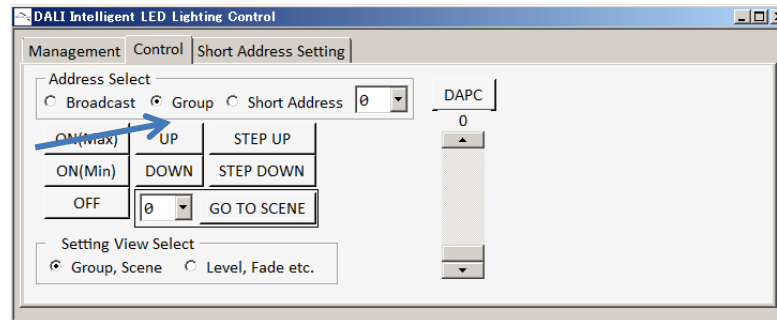 DALI Intelligent LED Lighting Control
Management Control Short Address Setting
Address Select
Broadcast Group Short Address 0
DAPC
0
ON(Max) UP STEP UP
ON(Min) DOWN STEP DOWN
OFF 0 GO TO SCENE
Setting View Select
Group, Scene Level, Fade etc.